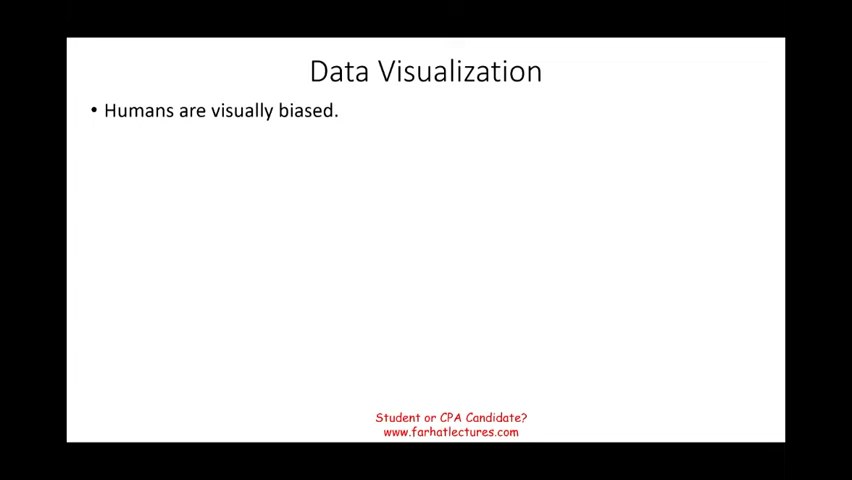 Data Visualization
• Humans are visually biased.
Student or CPA Candidate?
www.farhatlectures.com